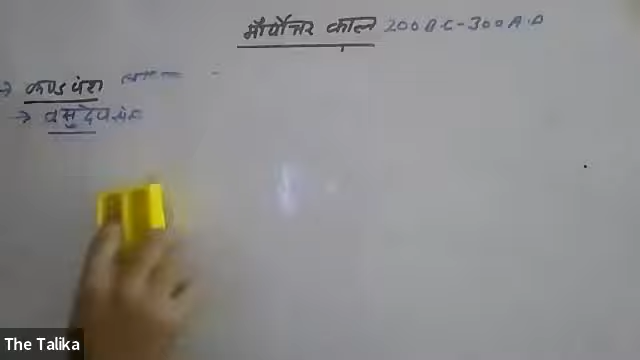 मौर्योत्तर काल 200 B.C - 300 A.D
→ कण्व वंश
→ वसुदेव
The Talika